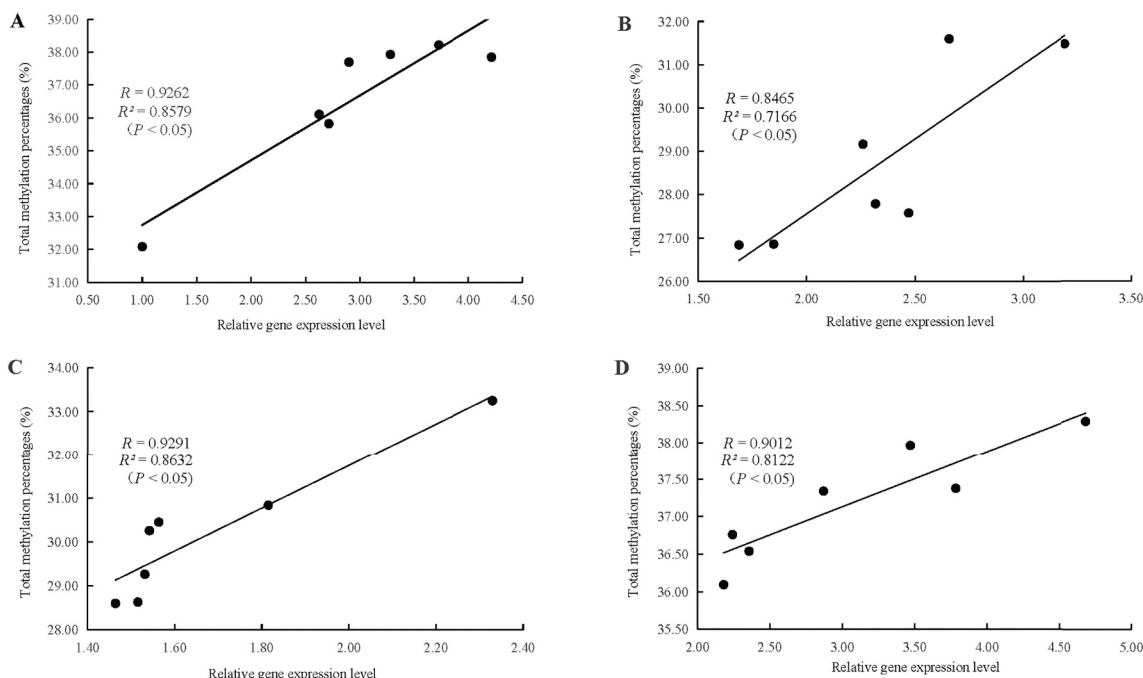 A
Total methylation percentages (%)
39.00
38.00
37.00
36.00
35.00
34.00
33.00
32.00
31.00
R = 0.9262
R² = 0.8579
(P < 0.05)
0.50 1.00 1.50 2.00 2.50 3.00 3.50 4.00 4.50
Relative gene expression level
B
Total methylation percentages (%)
32.00
31.00
30.00
29.00
28.00
27.00
26.00
R = 0.8465
R² = 0.7166
(P < 0.05)
1.50 2.00 2.50 3.00 3.50
Relative gene expression level
C
Total methylation percentages (%)
34.00
33.00
32.00
31.00
30.00
29.00
28.00
R = 0.9291
R² = 0.8632
(P < 0.05)
1.40 1.60 1.80 2.00 2.20 2.40
Relative gene expression level
D
Total methylation percentages (%)
39.00
38.50
38.00
37.50
37.00
36.50
36.00
35.50
R = 0.9012
R² = 0.8122
(P < 0.05)
2.00 2.50 3.00 3.50 4.00 4.50 5.00
Relative gene expression level